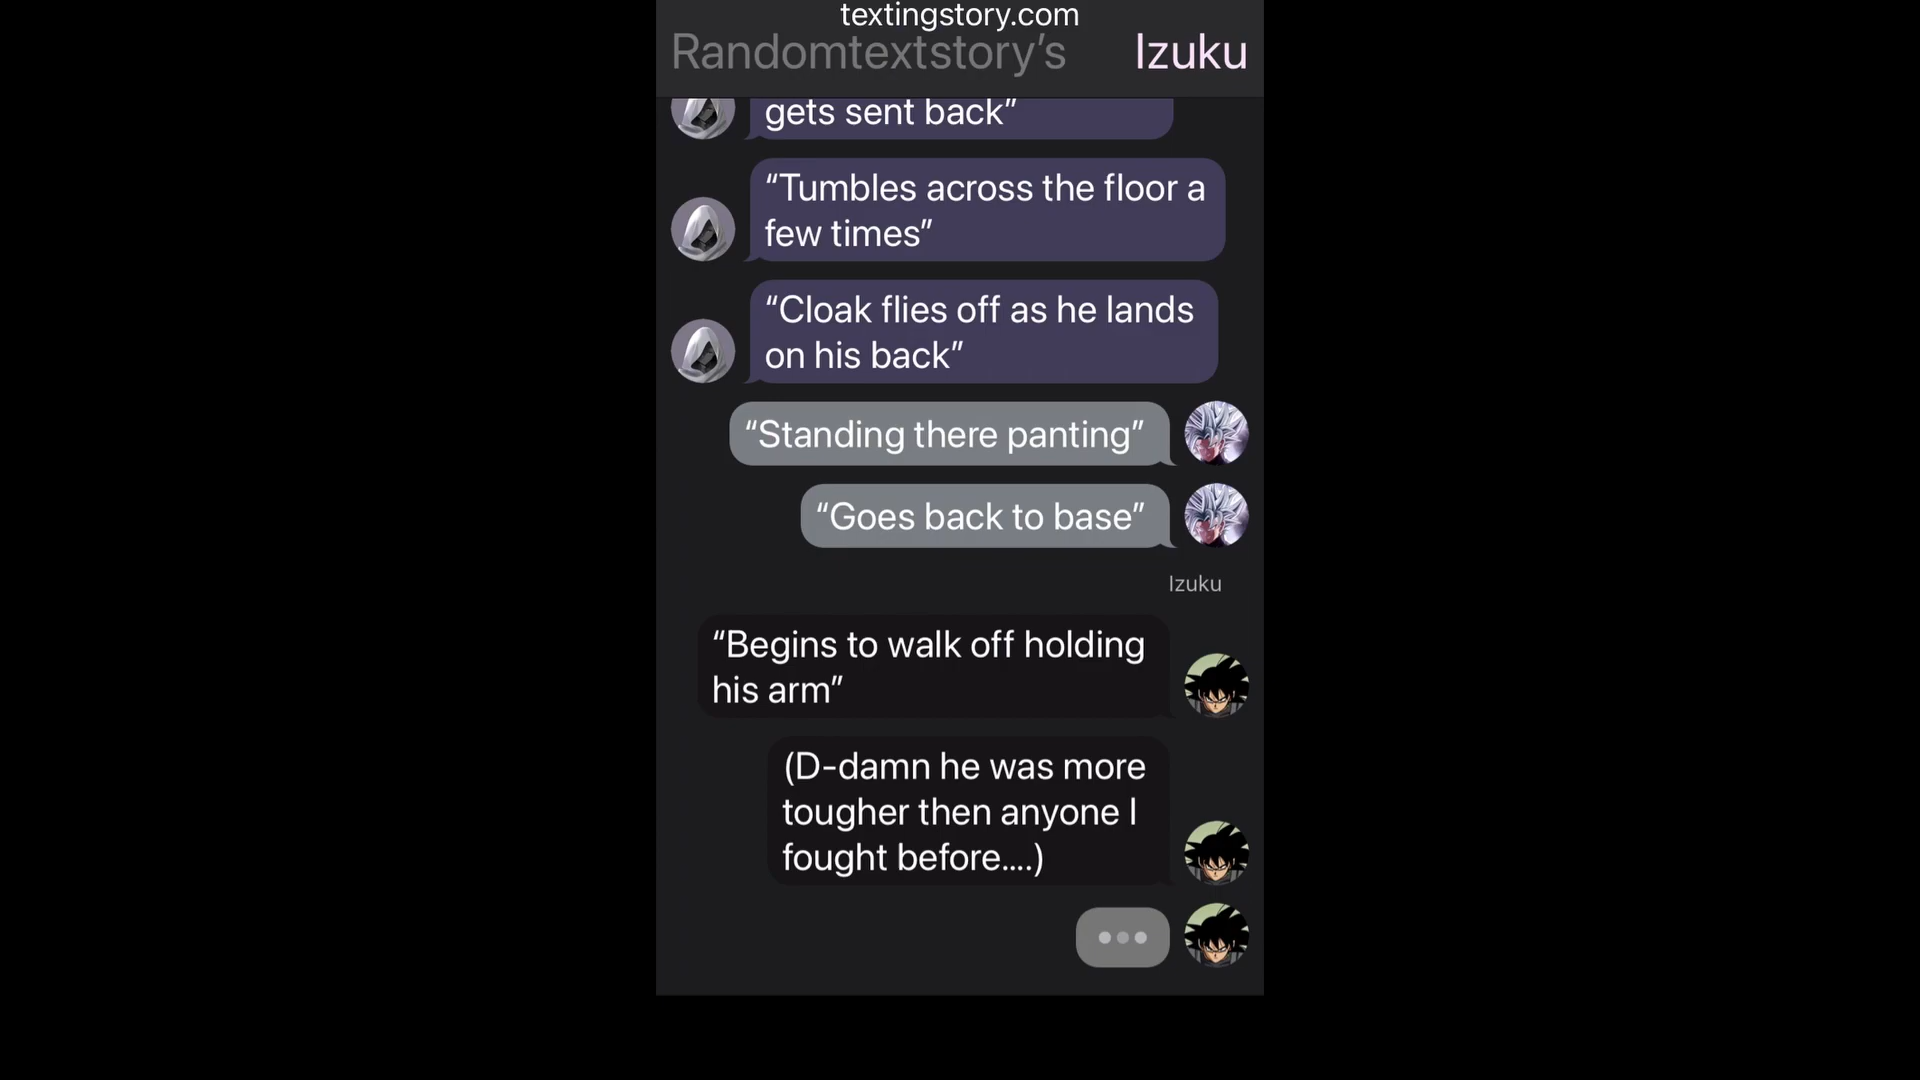 textingstory.com
Randomtextstory’s Izuku
gets sent back”
“Tumbles across the floor a
few times”
“Cloak flies off as he lands
on his back”
“Standing there panting”
“Goes back to base”
Izuku
“Begins to walk off holding
his arm”
(D-damn he was more
tougher then anyone I
fought before....)